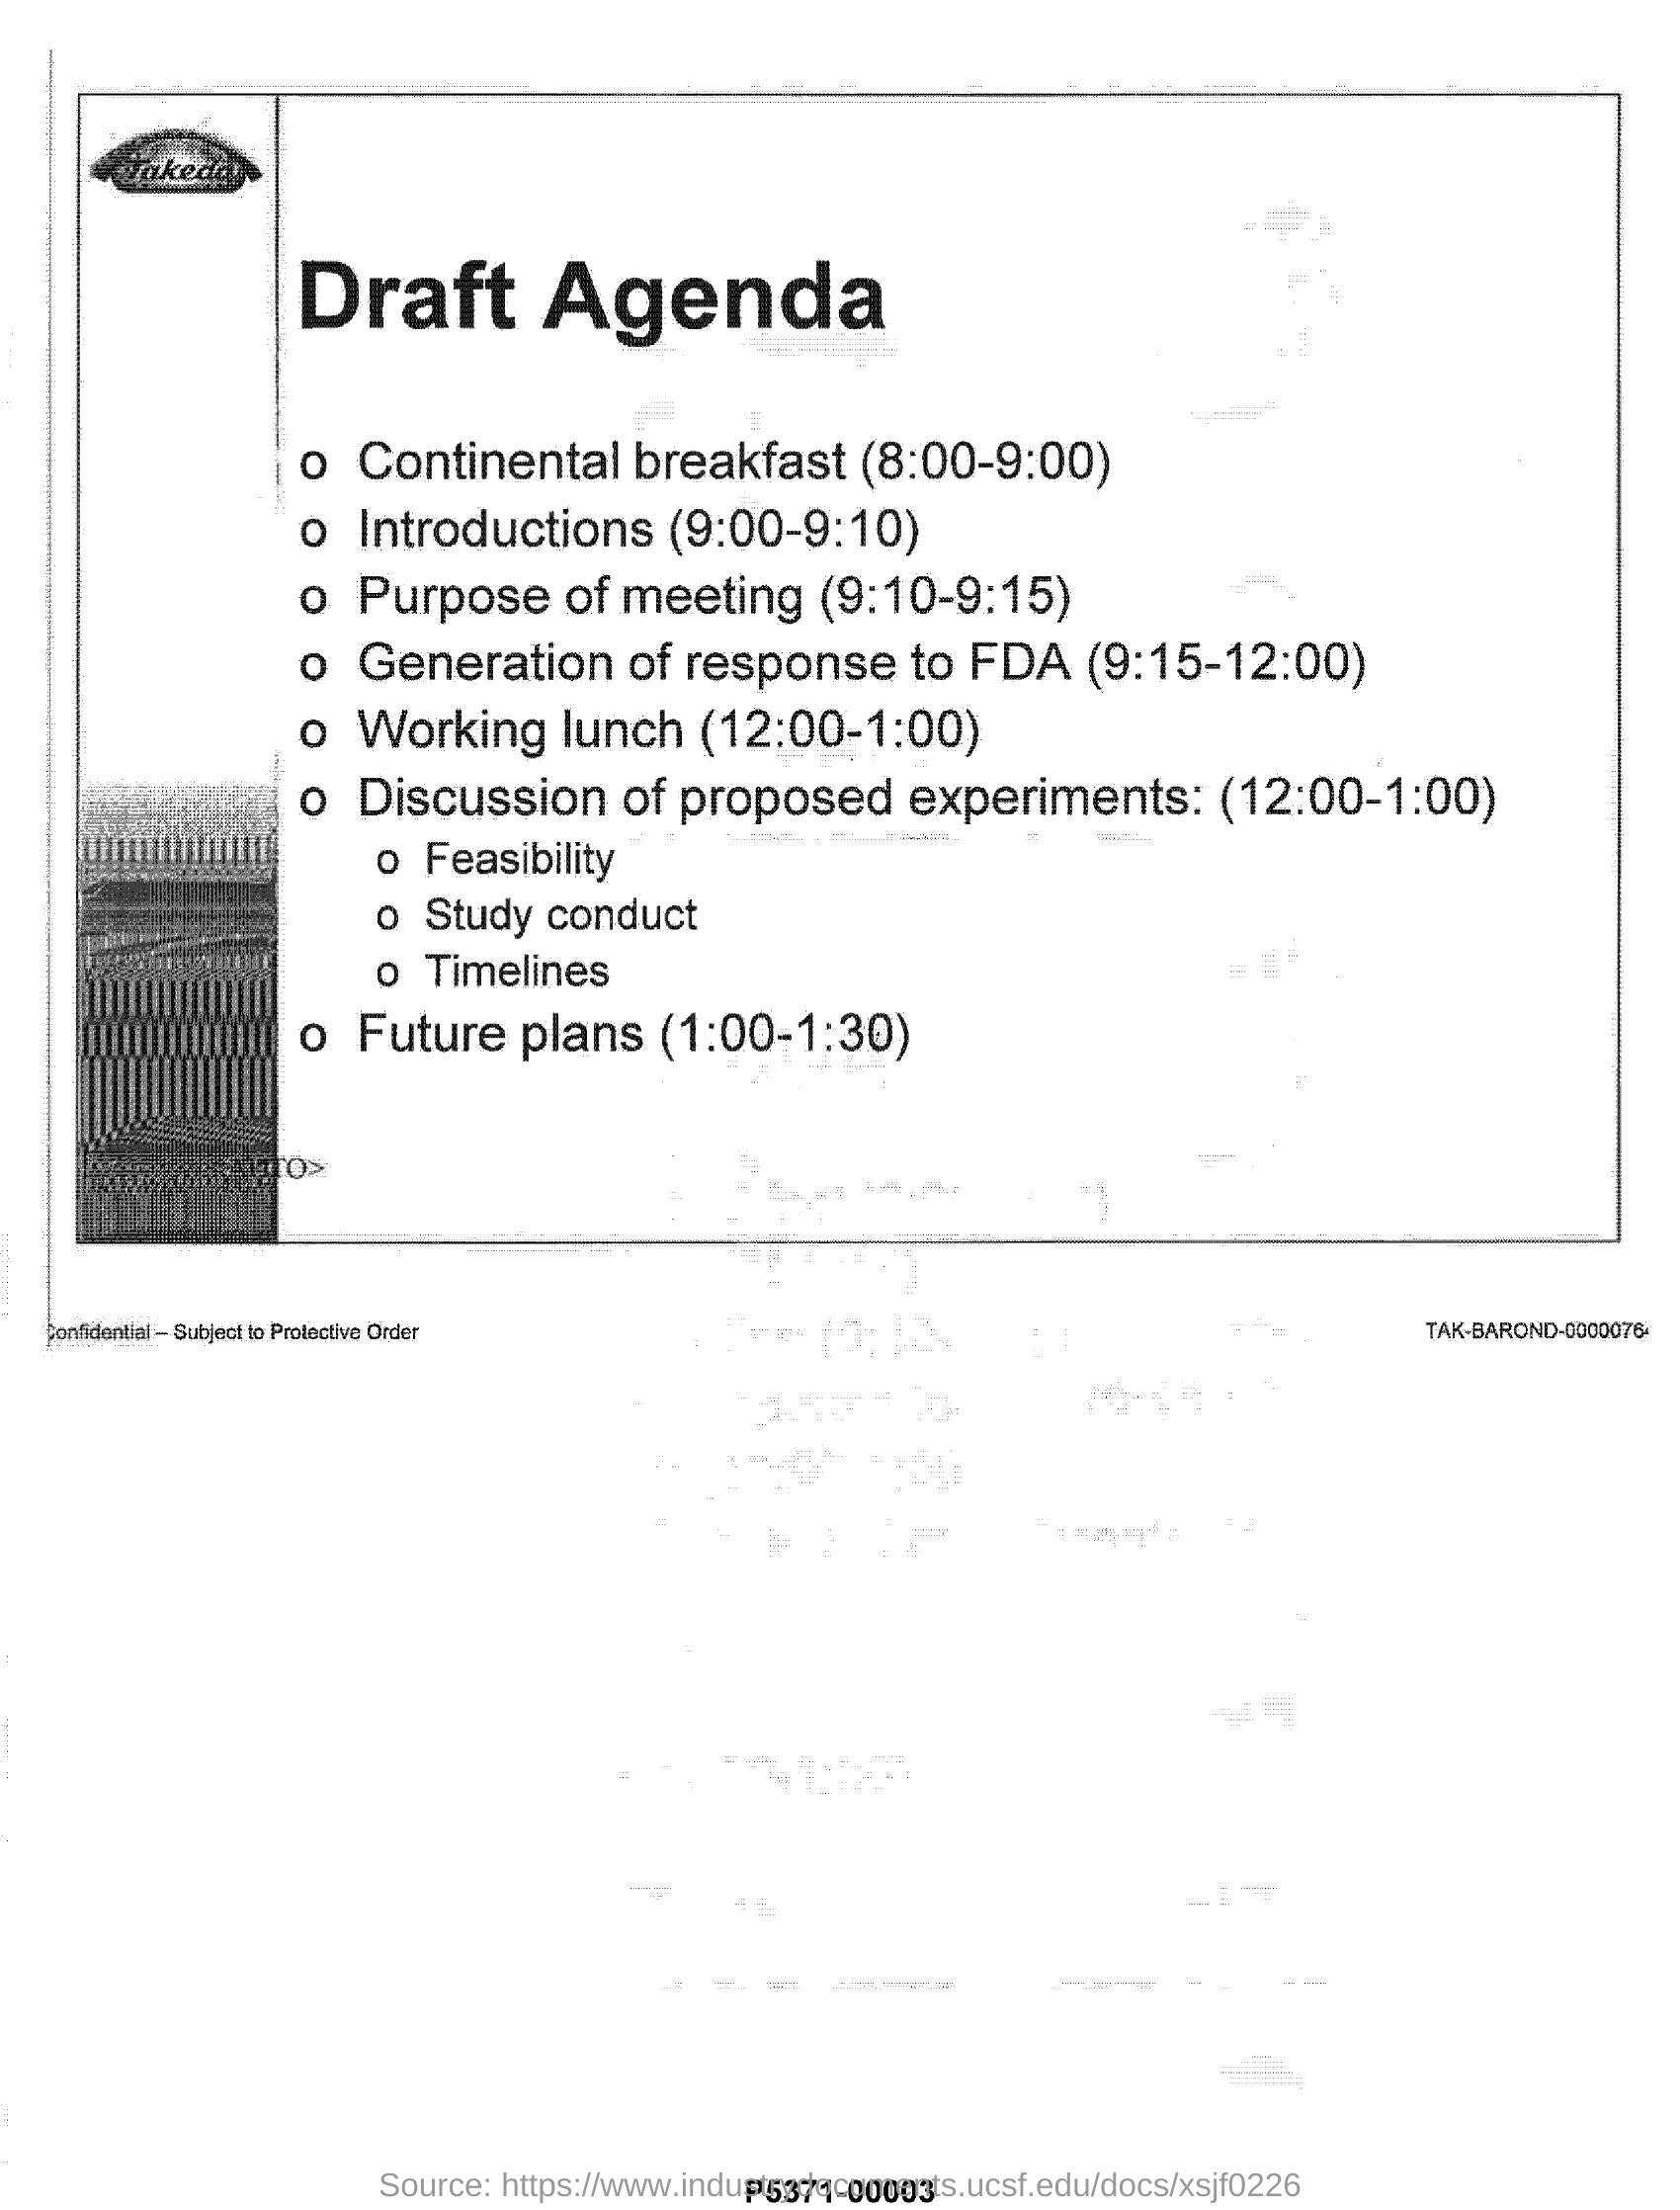 Takeda
Draft Agenda
o Continental breakfast (8:00-9:00)
o Introductions (9:00-9:10)
o Purpose of meeting (9:10-9:15)
o Generation of response to FDA (9:15-12:00)
o Working lunch (12:00-1:00)
o Discussion of proposed experiments: (12:00-1:00)
o Feasibility
o Study conduct
o Timelines
o Future plans (1:00-1:30)
Confidential – Subject to Protective Order
TAK-BAROND-0000076
Source: https://www.industrydocuments.ucsf.edu/docs/xsjf0226
P5371-00003